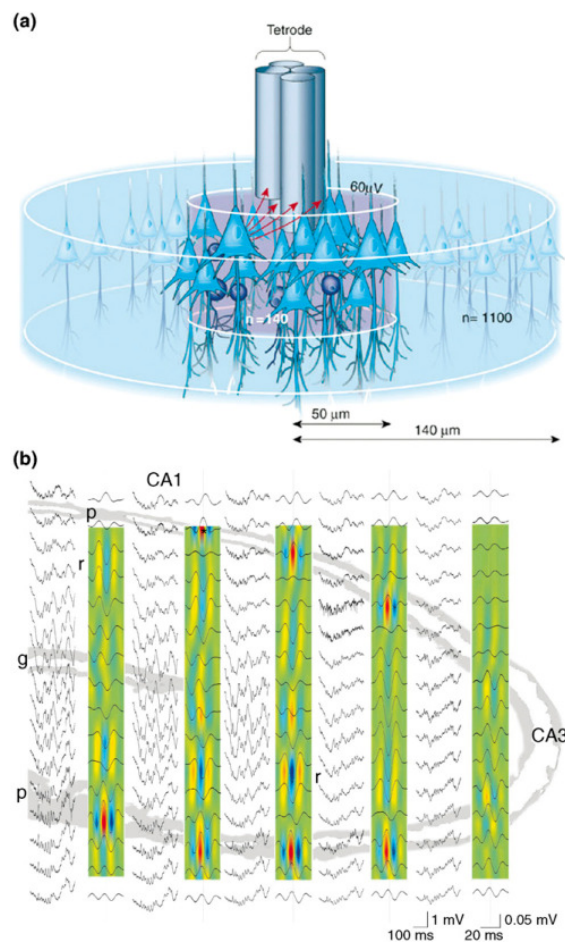 (a)
Tetrode
60µV
n =140
n= 1100
50 µm
140 µm
(b)
CA1
p
r
g
CA3
r
p
1 mV
0.05 mV
100 ms
20 ms